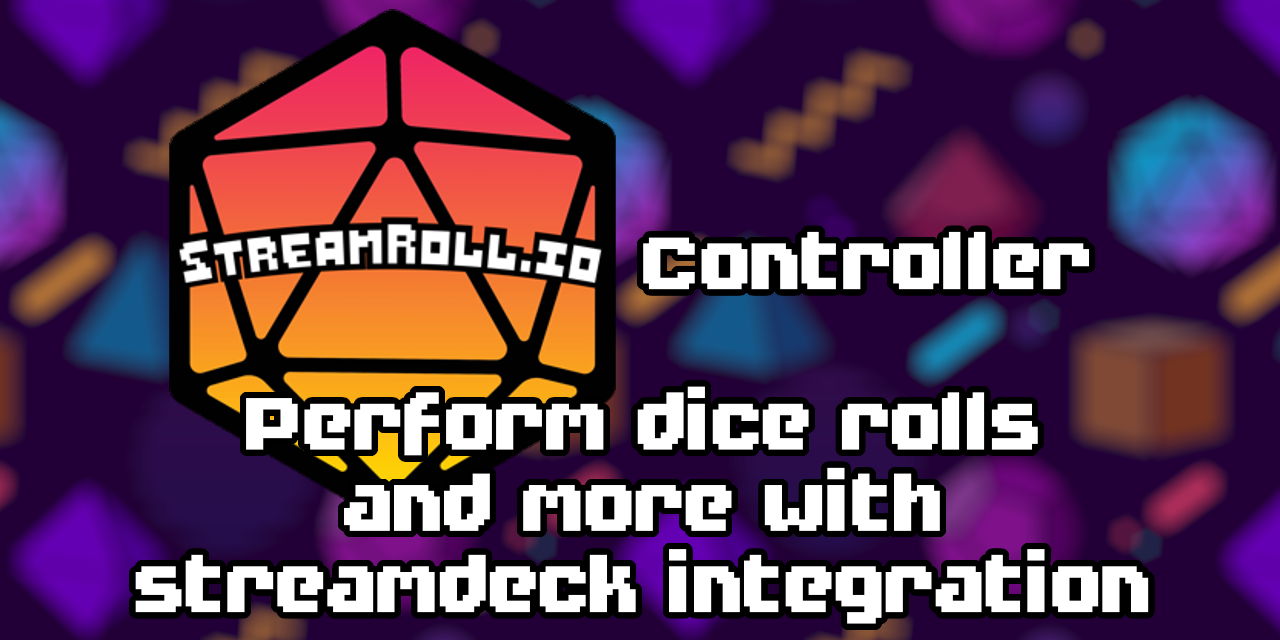 StreamRoll.io
Controller
Perform dice rolls
and more with
streamdeck integration